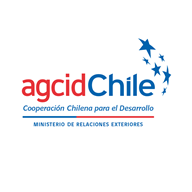 agcidChile
Cooperación Chilena para el Desarrollo
MINISTERIO DE RELACIONES EXTERIORES